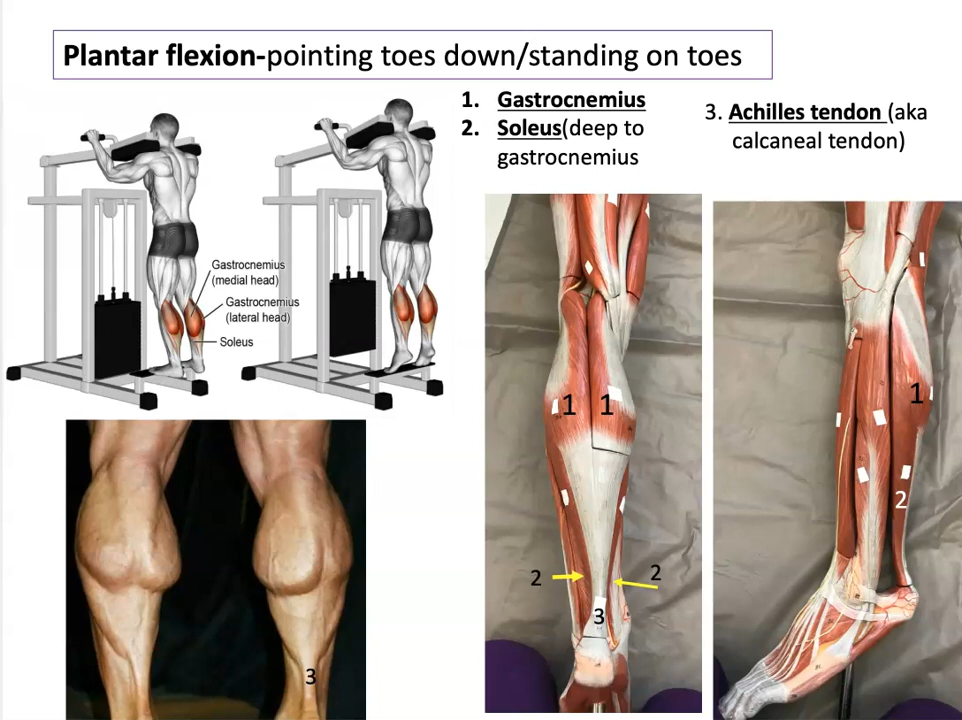 Plantar flexion-pointing toes down/standing on toes
1. Gastrocnemius
2. Soleus(deep to
gastrocnemius
3. Achilles tendon (aka
calcaneal tendon)
Gastrocnemius
(medial head)
Gastrocnemius
(lateral head)
Soleus
1 1
2 2
3
1
2
3